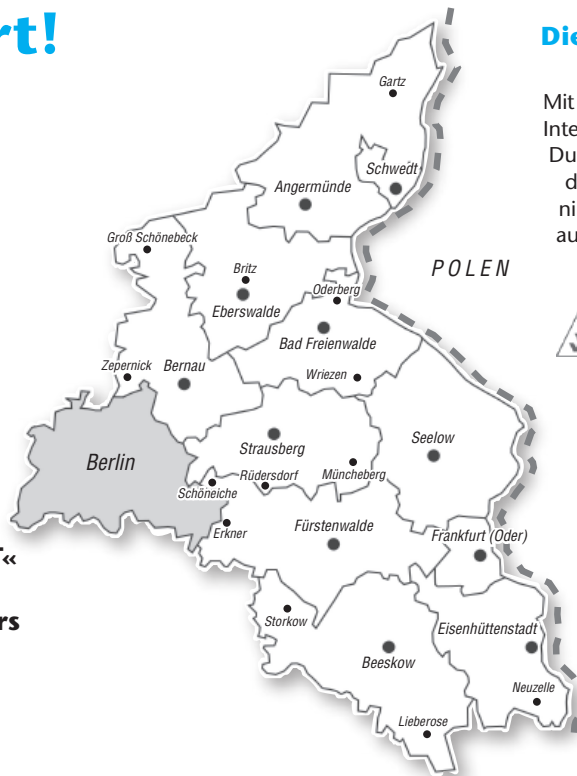 rt!
Die
Mit
Inte
Du
d
ni
au
Gartz
Schwedt
Angermünde
Groß Schönebeck
Britz
Eberswalde
Oderberg
POLEN
Bad Freienwalde
Zepernick
Bernau
Wriezen
Berlin
Strausberg
Seelow
Schöneiche
Rüdersdorf
Müncheberg
Erkner
Fürstenwalde
Frankfurt (Oder)
«
rs
Storkow
Eisenhüttenstadt
Beeskow
Neuzelle
Lieberose